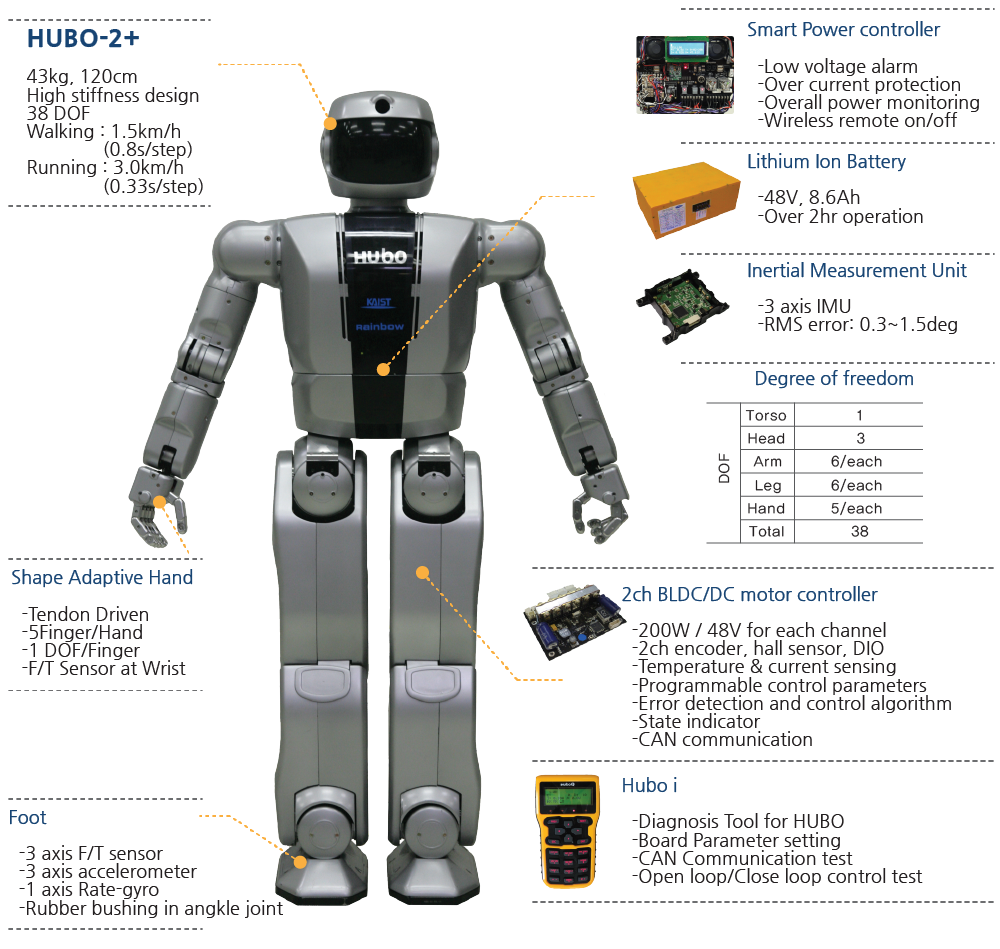 HUBO-2+
43kg, 120cm
High stiffness design
38 DOF
Walking : 1.5km/h
(0.8s/step)
Running : 3.0km/h
(0.33s/step)
HUBO
KAIST
Rainbow
Shape Adaptive Hand
-Tendon Driven
-5Finger/Hand
-1 DOF/Finger
-F/T Sensor at Wrist
Foot
-3 axis F/T sensor
-3 axis accelerometer
-1 axis Rate-gyro
-Rubber bushing in angkle joint
Smart Power controller
-Low voltage alarm
-Over current protection
-Overall power monitoring
-Wireless remote on/off
Lithium Ion Battery
-48V, 8.6Ah
-Over 2hr operation
Inertial Measurement Unit
-3 axis IMU
-RMS error: 0.3~1.5deg
Degree of freedom
DOF
Torso 1
Head 3
Arm 6/each
Leg 6/each
Hand 5/each
Total 38
2ch BLDC/DC motor controller
-200W / 48V for each channel
-2ch encoder, hall sensor, DIO
-Temperature & current sensing
-Programmable control parameters
-Error detection and control algorithm
-State indicator
-CAN communication
Hubo i
-Diagnosis Tool for HUBO
-Board Parameter setting
-CAN Communication test
-Open loop/Close loop control test